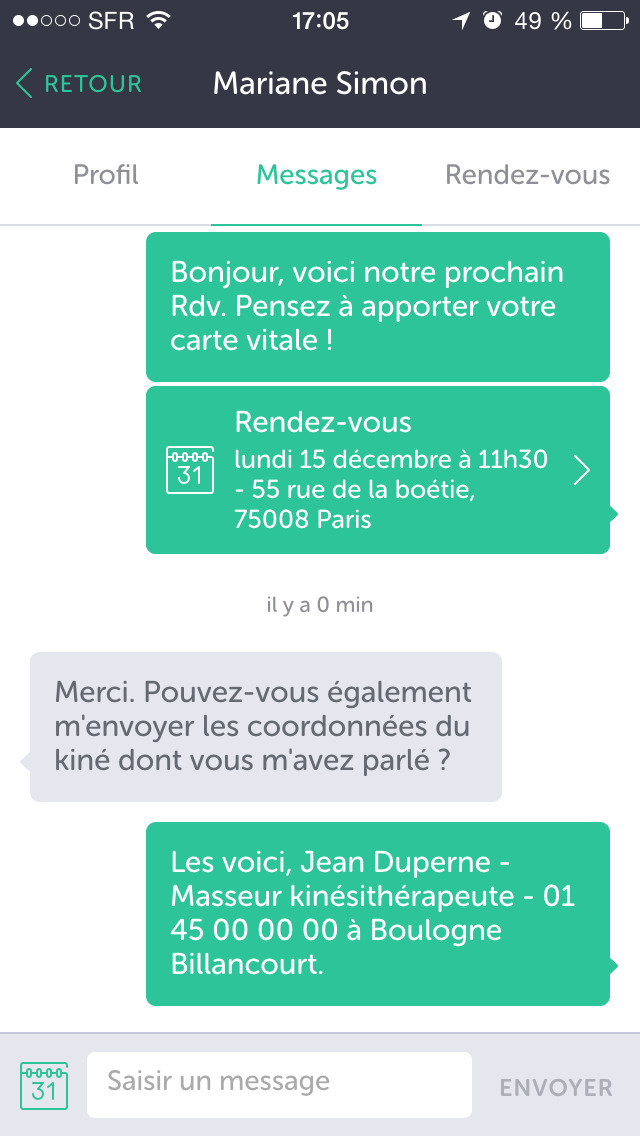 SFR 17:05 49 %
RETOUR Mariane Simon
Profil Messages Rendez-vous
Bonjour, voici notre prochain
Rdv. Pensez à apporter votre
carte vitale !
Rendez-vous
31 lundi 15 décembre à 11h30
- 55 rue de la boétie,
75008 Paris
il y a 0 min
Merci. Pouvez-vous également
m'envoyer les coordonnées du
kiné dont vous m'avez parlé ?
Les voici, Jean Duperne -
Masseur kinésithérapeute - 01
45 00 00 00 à Boulogne
Billancourt.
31 Saisir un message ENVOYER